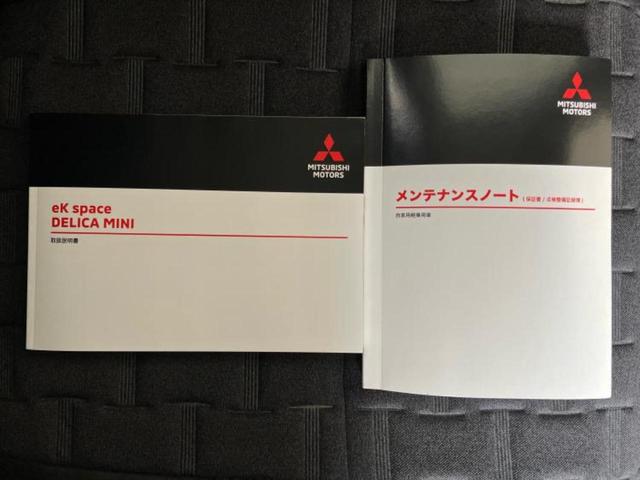 MITSUBISHI
MOTORS
eK space
DELICA MINI
取扱説明書
MITSUBISHI
MOTORS
メンテナンスノート (保証書/点検整備記録簿)
自家用軽乗用車